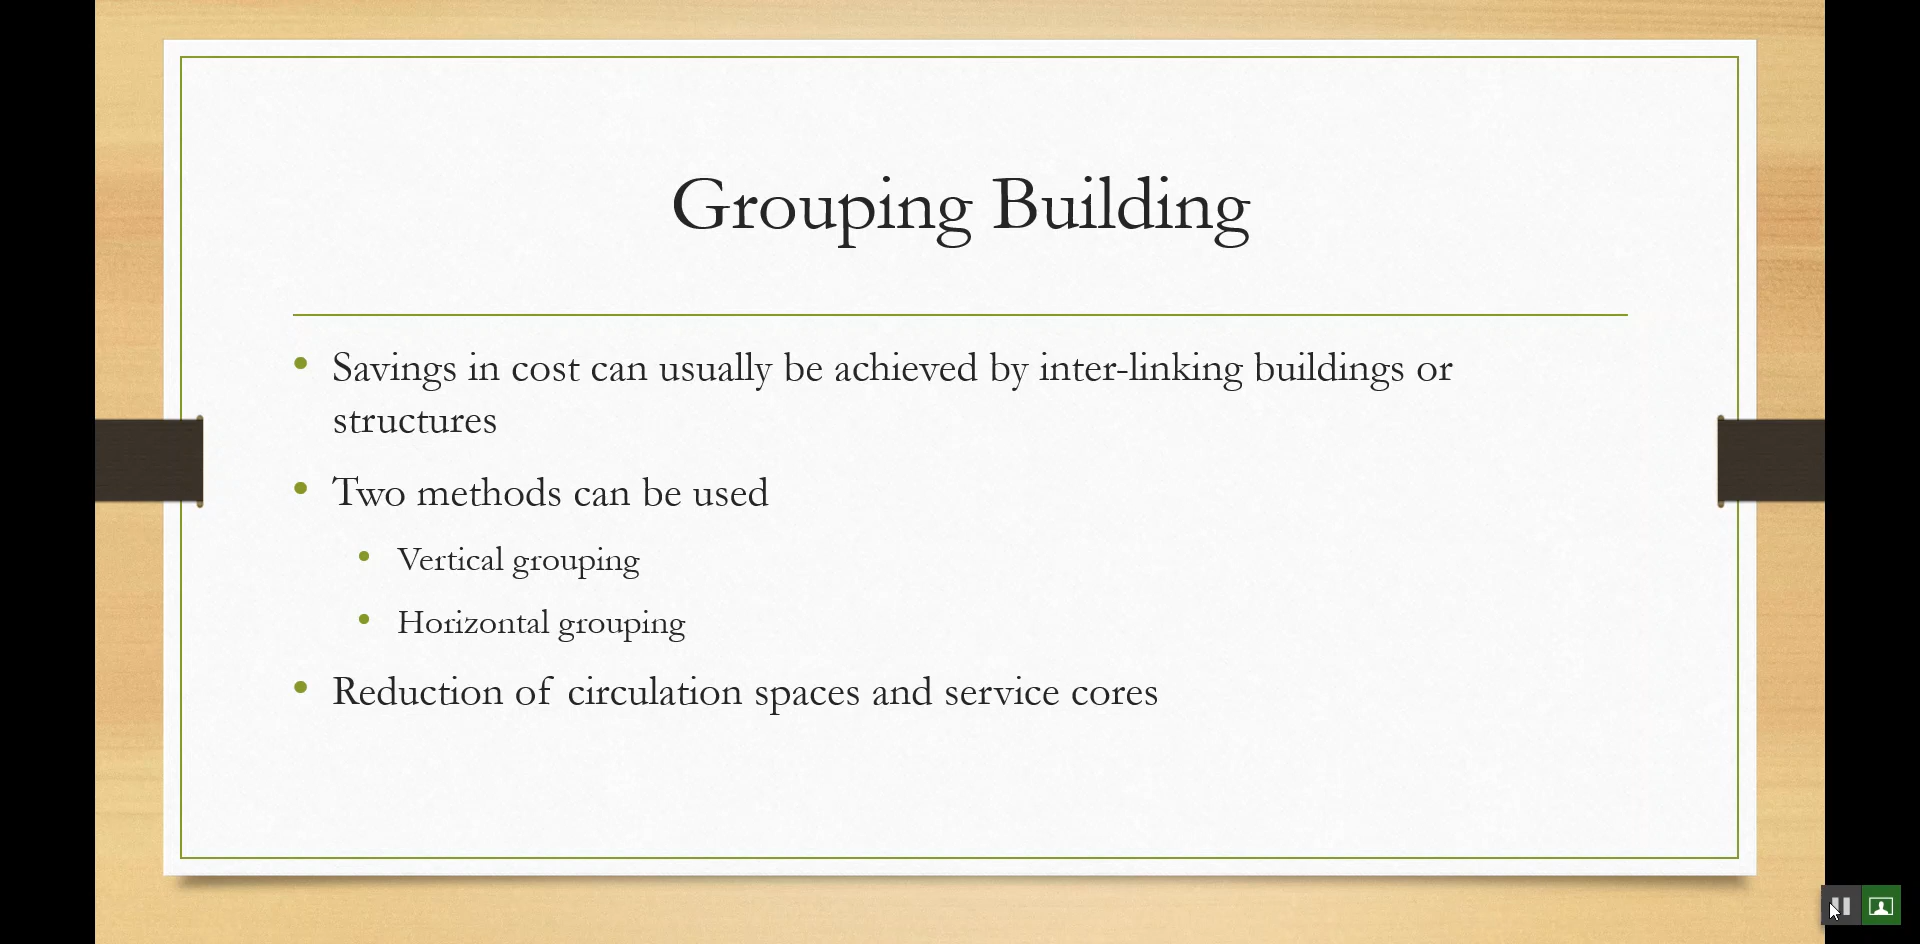 Grouping Building
Savings in cost can usually be achieved by inter-linking buildings or
structures
Two methods can be used
Vertical grouping
Horizontal grouping
Reduction of circulation spaces and service cores